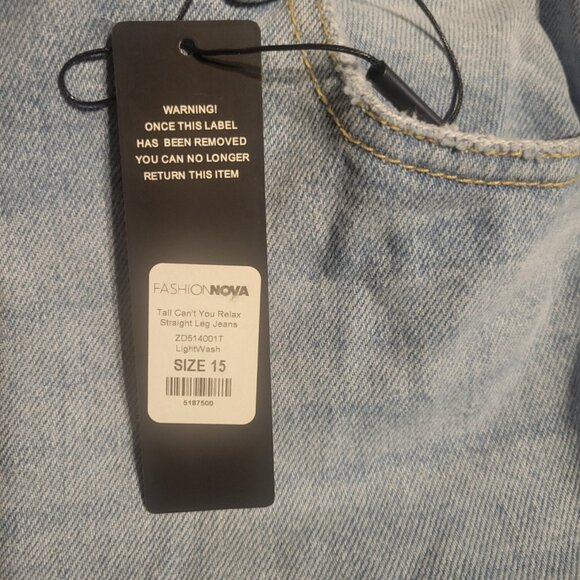 WARNING!
ONCE THIS LABEL
HAS BEEN REMOVED
YOU CAN NO LONGER
RETURN THIS ITEM
FASHIONNOVA
Tall Can't You Relax
Straight Leg Jeans
ZD514001T
LightWash
SIZE 15
5187500